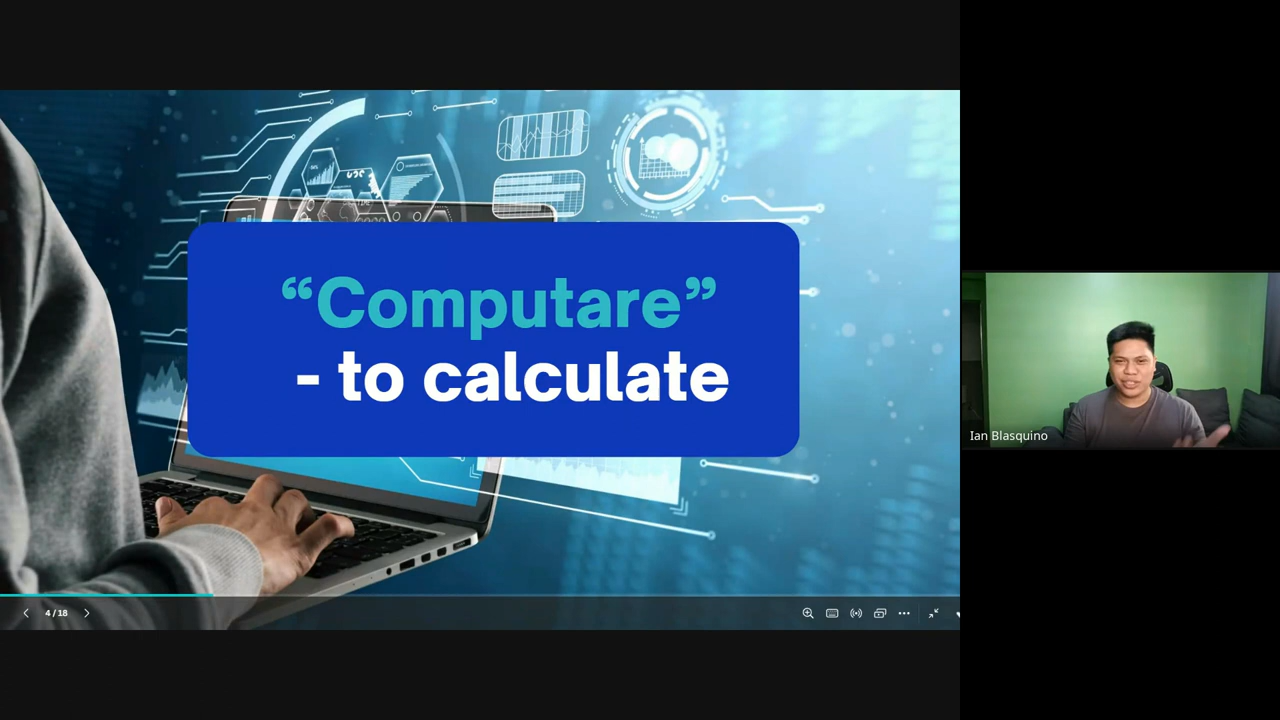 “Computare”
- to calculate
4 / 18
Ian Blasquino